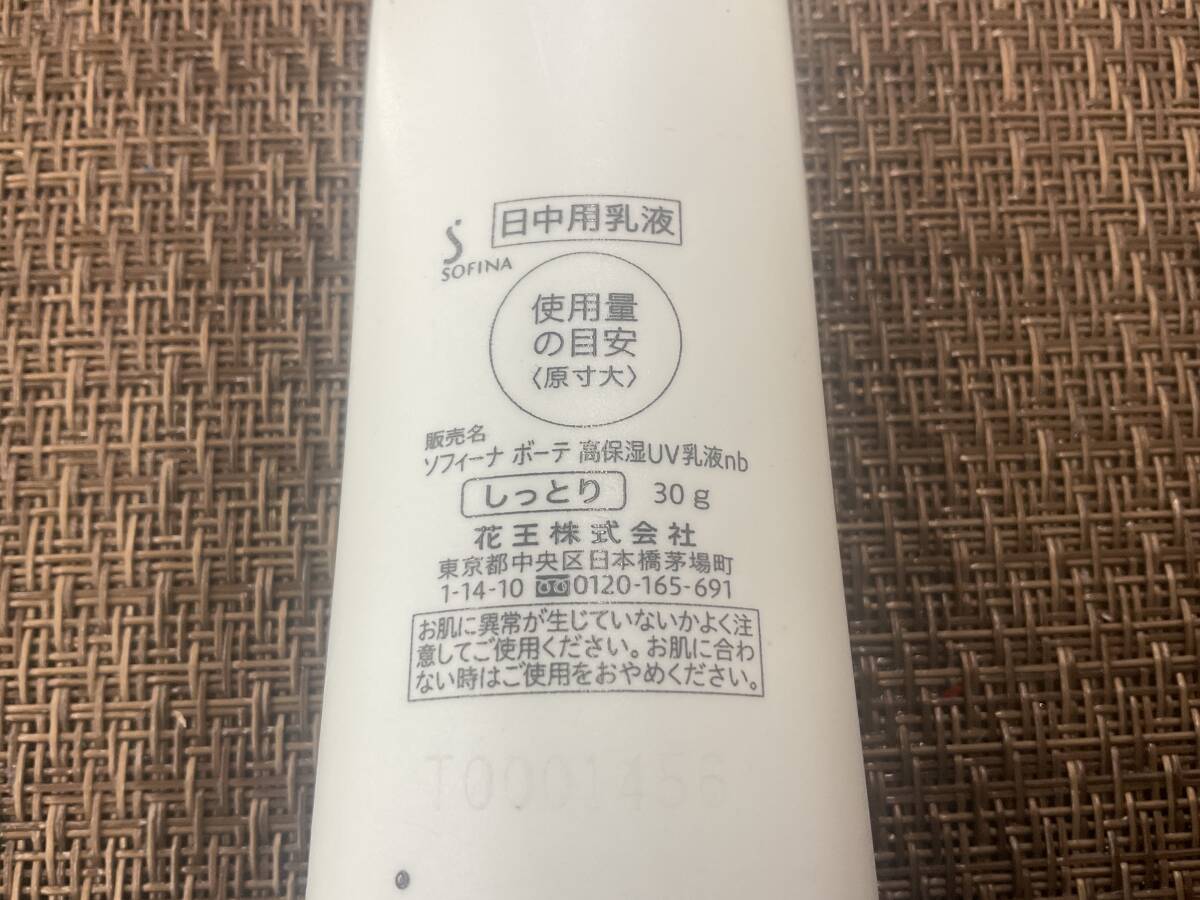 日中用乳液
SOFINA
使用量
の目安
〈原寸大〉
販売名
ソフィーナ ボーテ 高保湿UV乳液nb
しっとり 30g
花王株式会社
東京都中央区日本橋茅場町
1-14-10 0120-165-691
お肌に異常が生じていないかよく注
意してご使用ください。お肌に合わ
ない時はご使用をおやめください。
T0001456